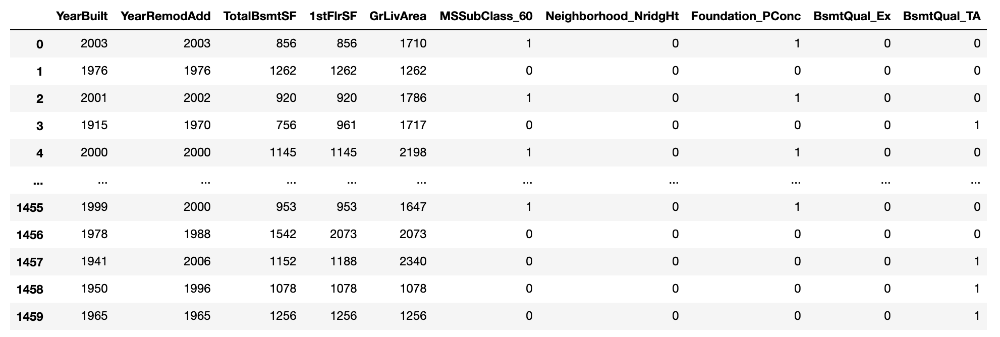 YearBuilt YearRemodAdd TotalBsmtSF 1stFlrSF GrLivArea MSSubClass_60 Neighborhood_NridgHt Foundation_PConc BsmtQual_Ex BsmtQual_TA
0 2003 2003 856 856 1710 1 0 1 0 0
1 1976 1976 1262 1262 1262 0 0 0 0 0
2 2001 2002 920 920 1786 1 0 1 0 0
3 1915 1970 756 961 1717 0 0 0 0 1
4 2000 2000 1145 1145 2198 1 0 1 0 0
... ... ... ... ... ... ... ... ... ... ...
1455 1999 2000 953 953 1647 1 0 1 0 0
1456 1978 1988 1542 2073 2073 0 0 0 0 0
1457 1941 2006 1152 1188 2340 0 0 0 0 1
1458 1950 1996 1078 1078 1078 0 0 0 0 1
1459 1965 1965 1256 1256 1256 0 0 0 0 1